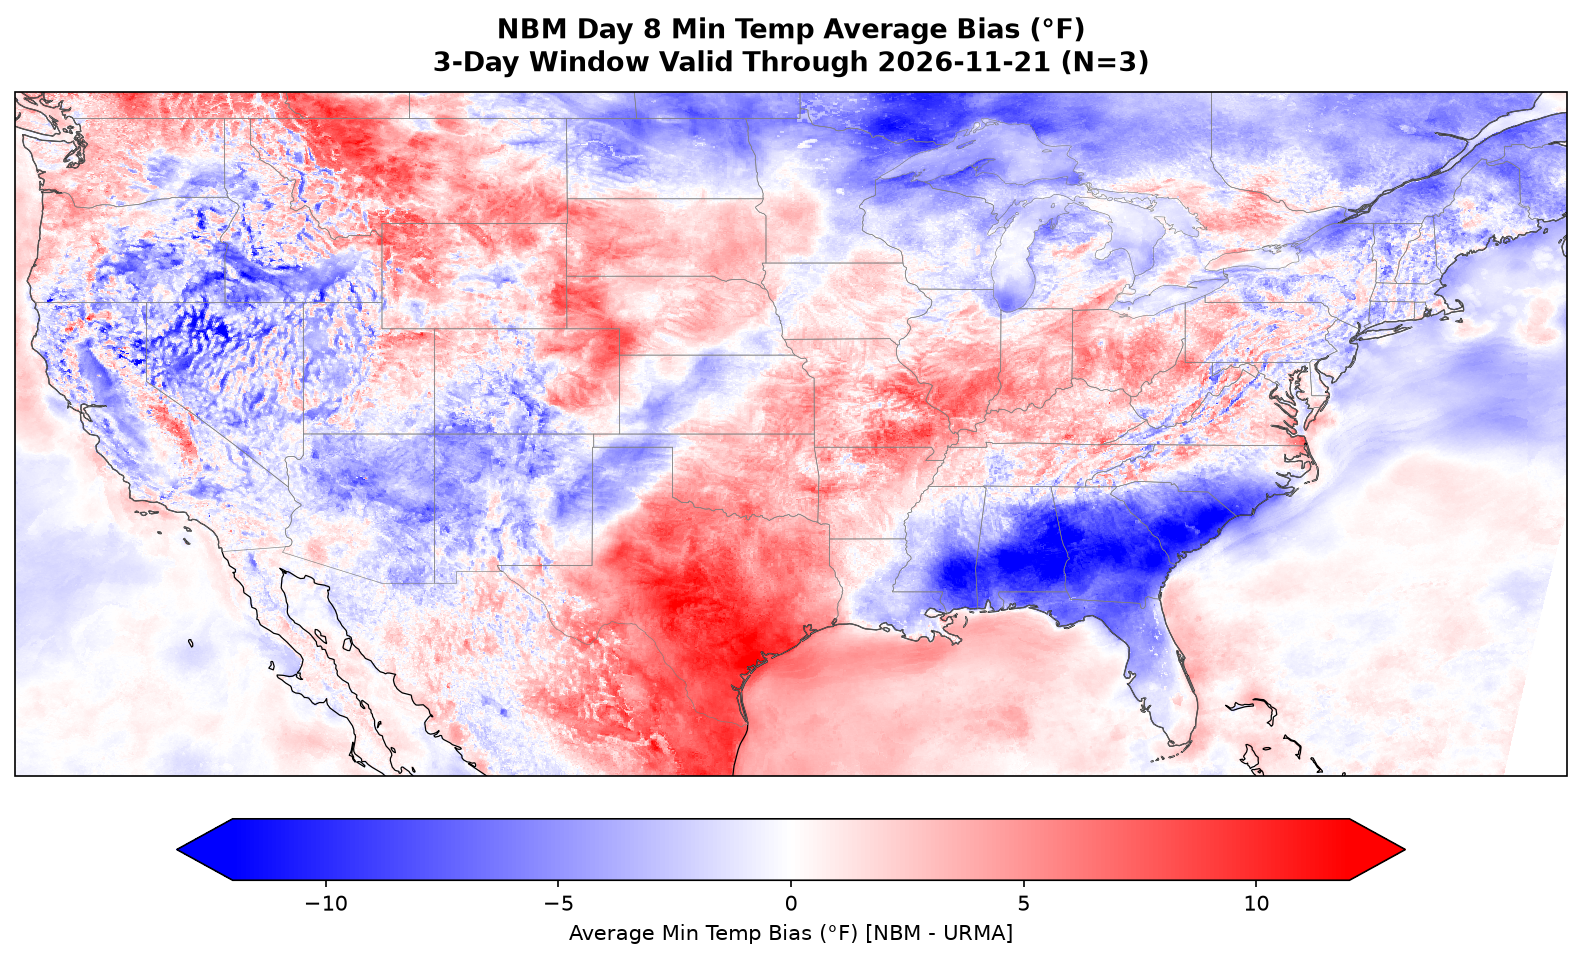 NBM Day 8 Min Temp Average Bias (°F)
3-Day Window Valid Through 2026-11-21 (N=3)
−10 −5 0 5 10
Average Min Temp Bias (°F) [NBM - URMA]